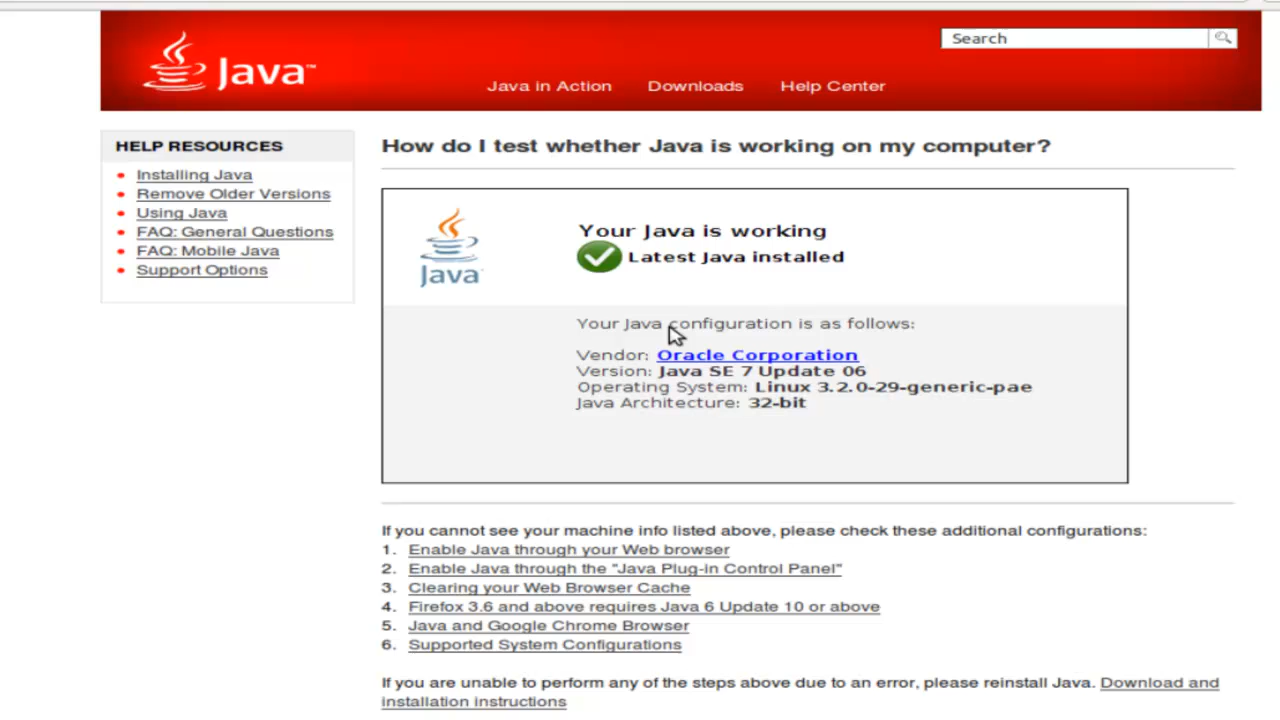 Java™
Search
Java in Action Downloads Help Center
HELP RESOURCES
Installing Java
Remove Older Versions
Using Java
FAQ: General Questions
FAQ: Mobile Java
Support Options
How do I test whether Java is working on my computer?
Java
Your Java is working
Latest Java installed
Your Java configuration is as follows:
Vendor: Oracle Corporation
Version: Java SE 7 Update 06
Operating System: Linux 3.2.0-29-generic-pae
Java Architecture: 32-bit
If you cannot see your machine info listed above, please check these additional configurations:
1. Enable Java through your Web browser
2. Enable Java through the "Java Plug-in Control Panel"
3. Clearing your Web Browser Cache
4. Firefox 3.6 and above requires Java 6 Update 10 or above
5. Java and Google Chrome Browser
6. Supported System Configurations
If you are unable to perform any of the steps above due to an error, please reinstall Java. Download and
installation instructions